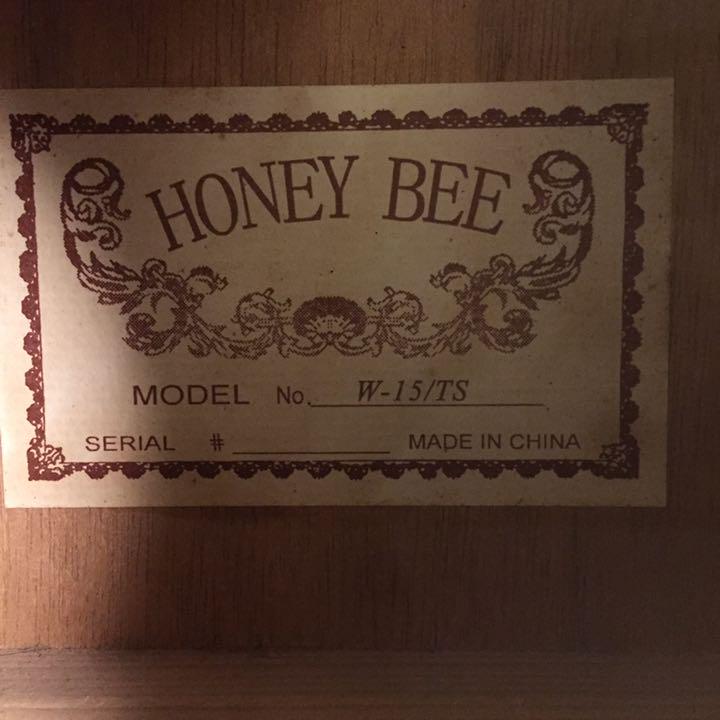 HONEY BEE
MODEL No. W-15/TS
SERIAL # MADE IN CHINA